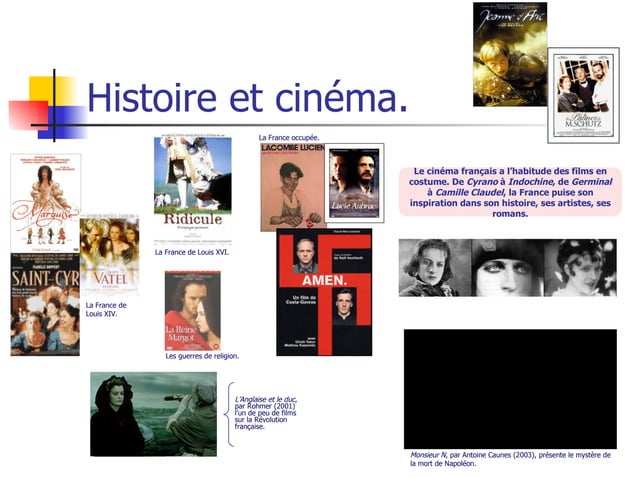 Jeanne d'Arc
Les
Palmes de
M. SCHUTZ
Histoire et cinéma.
La France occupée.
LACOMBE LUCIEN
Lucie Aubrac
Marquise
Ridicule
Le cinéma français a l'habitude des films en
costume. De Cyrano à Indochine, de Germinal
à Camille Claudel, la France puise son
inspiration dans son histoire, ses artistes, ses
romans.
La France de Louis XVI.
SAINT-CYR
VATEL
AMEN.
Un film de
Costa-Gavras
Ulrich Tukur
Mathieu Kassovitz
La France de
Louis XIV.
La Reine
Margot
Les guerres de religion.
L'Anglaise et le duc,
par Rohmer (2001)
l'un de peu de films
sur la Révolution
française.
Monsieur N, par Antoine Caunes (2003), présente le mystère de
la mort de Napoléon.